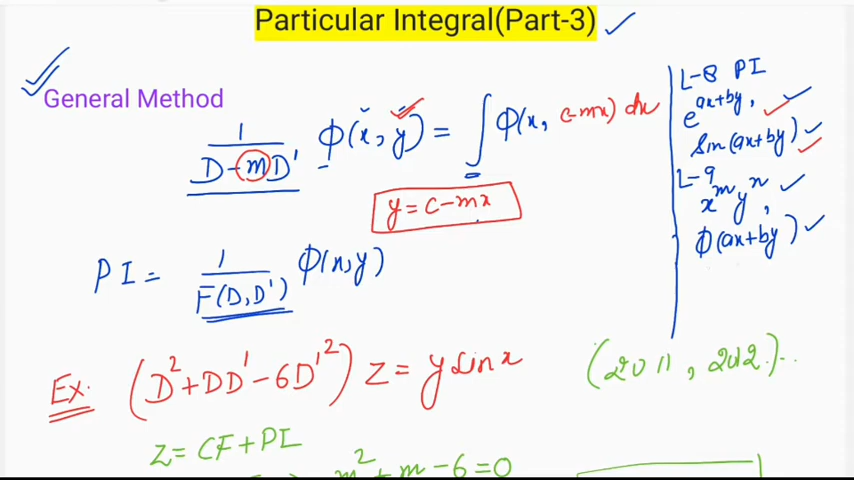 Particular Integral(Part-3)
General Method
1/(D-mD') Φ(x, y) = ∫ Φ(x, c-mx) dx
y = c-mx
PI = 1/F(D, D') Φ(x, y)
Ex. (D² + DD' - 6D'²) z = y sin x (2011, 2012)..
z = CF + PI
m² + m - 6 = 0
L-8 PI
e^(ax+by),
sin(ax+by)
L-9
x^m y^n,
Φ(ax+by)